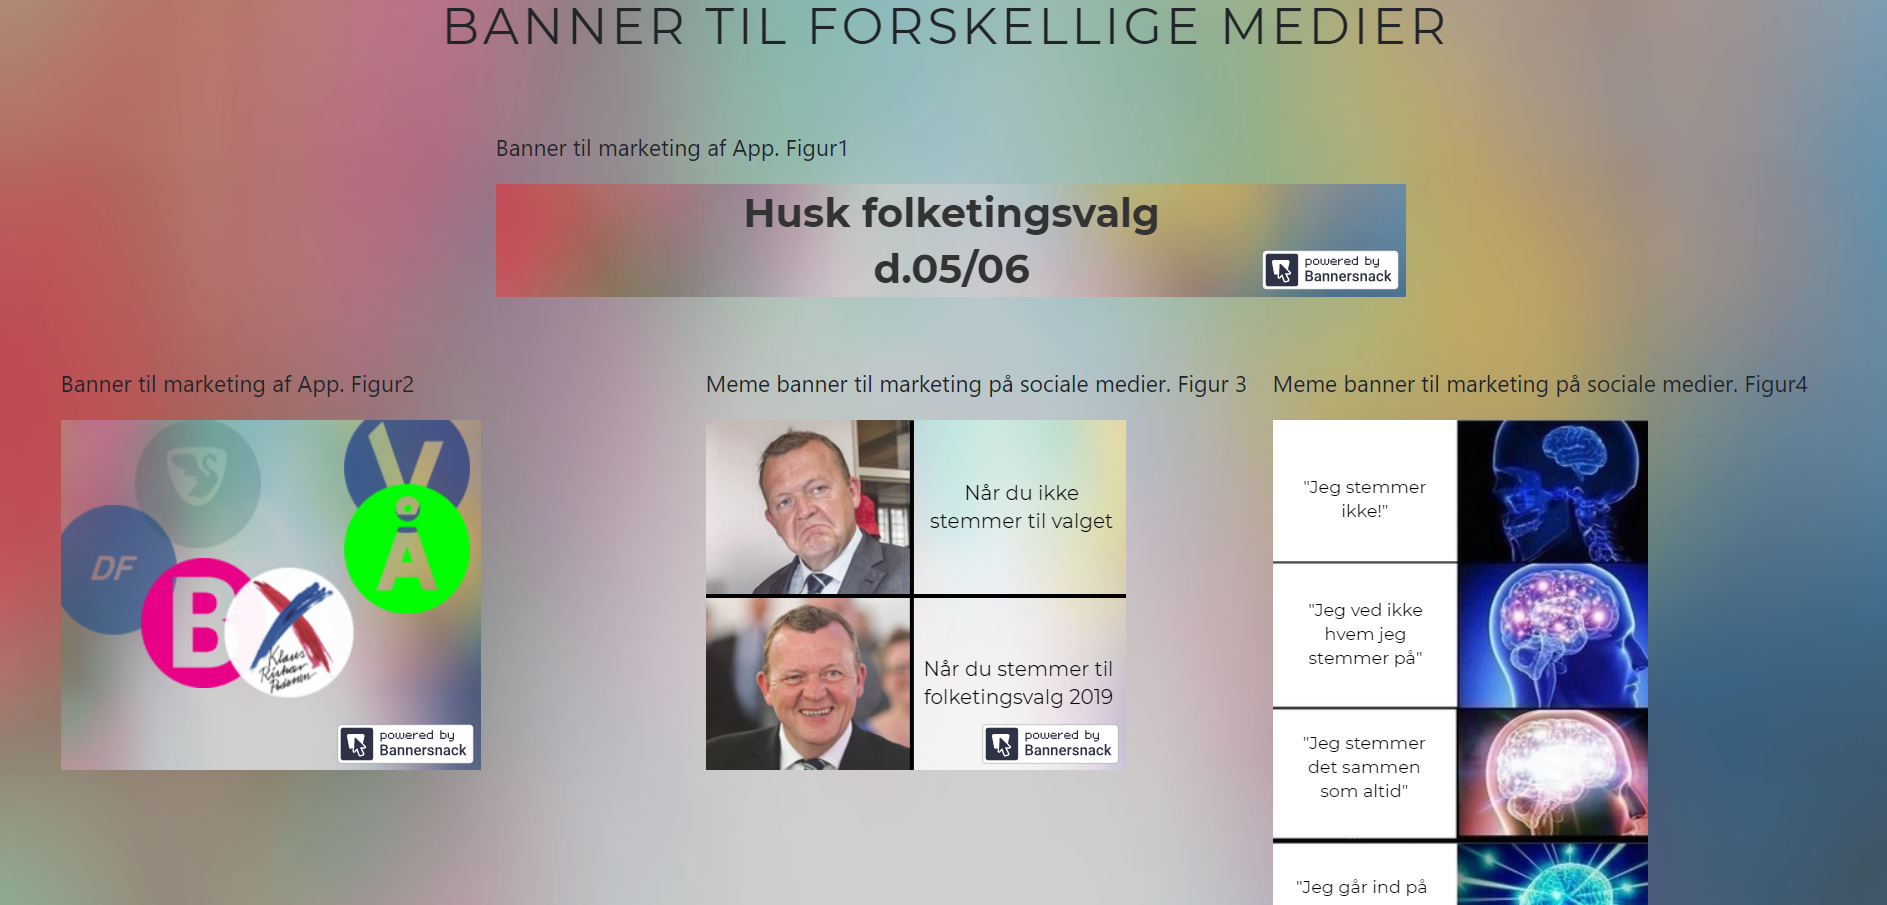 BANNER TIL FORSKELLIGE MEDIER
Banner til marketing af App. Figur1
Husk folketingsvalg
d.05/06
powered by
Bannersnack
Banner til marketing af App. Figur2
V
Å
DF
B
X
Klaus
Riskær
Pedersen
powered by
Bannersnack
Meme banner til marketing på sociale medier. Figur 3
Når du ikke
stemmer til valget
Når du stemmer til
folketingsvalg 2019
powered by
Bannersnack
Meme banner til marketing på sociale medier. Figur4
"Jeg stemmer
ikke!"
"Jeg ved ikke
hvem jeg
stemmer på"
"Jeg stemmer
det sammen
som altid"
"Jeg går ind på